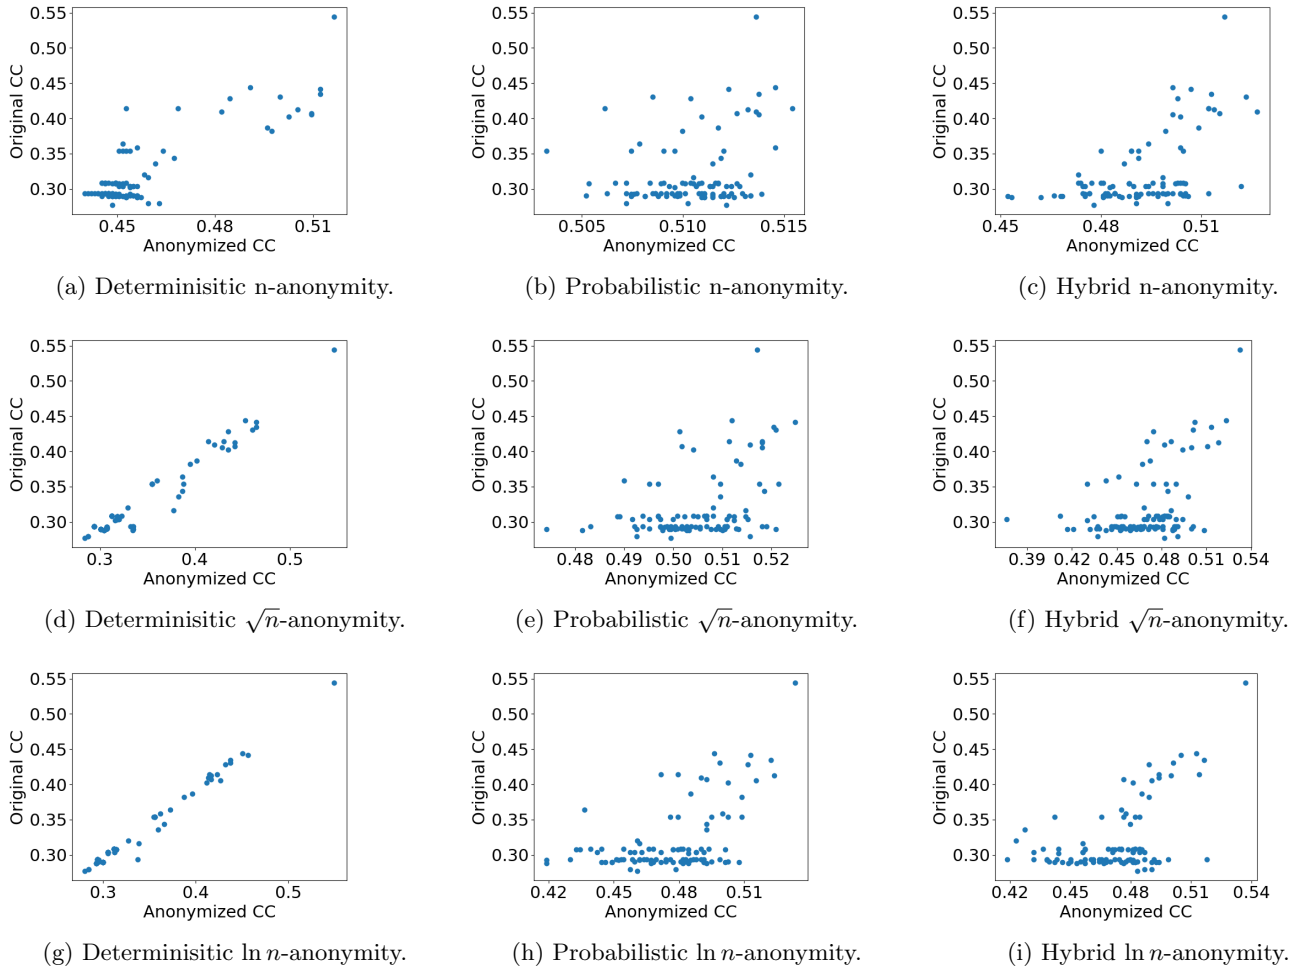 0.55
0.50
0.45
0.40
0.35
0.30
Original CC
0.45 0.48 0.51
Anonymized CC
(a) Determinisitic n-anonymity.
0.55
0.50
0.45
0.40
0.35
0.30
Original CC
0.505 0.510 0.515
Anonymized CC
(b) Probabilistic n-anonymity.
0.55
0.50
0.45
0.40
0.35
0.30
Original CC
0.45 0.48 0.51
Anonymized CC
(c) Hybrid n-anonymity.
0.55
0.50
0.45
0.40
0.35
0.30
Original CC
0.3 0.4 0.5
Anonymized CC
(d) Determinisitic √n-anonymity.
0.55
0.50
0.45
0.40
0.35
0.30
Original CC
0.48 0.49 0.50 0.51 0.52
Anonymized CC
(e) Probabilistic √n-anonymity.
0.55
0.50
0.45
0.40
0.35
0.30
Original CC
0.39 0.42 0.45 0.48 0.51 0.54
Anonymized CC
(f) Hybrid √n-anonymity.
0.55
0.50
0.45
0.40
0.35
0.30
Original CC
0.3 0.4 0.5
Anonymized CC
(g) Determinisitic ln n-anonymity.
0.55
0.50
0.45
0.40
0.35
0.30
Original CC
0.42 0.45 0.48 0.51
Anonymized CC
(h) Probabilistic ln n-anonymity.
0.55
0.50
0.45
0.40
0.35
0.30
Original CC
0.42 0.45 0.48 0.51 0.54
Anonymized CC
(i) Hybrid ln n-anonymity.